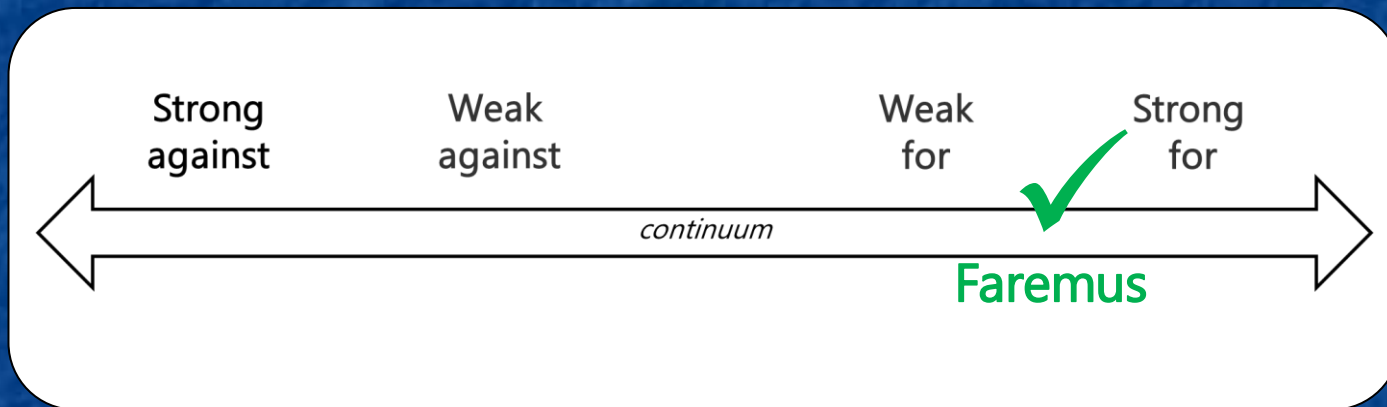 Strong against
Weak against
Weak for
Strong for
continuum
Faremus